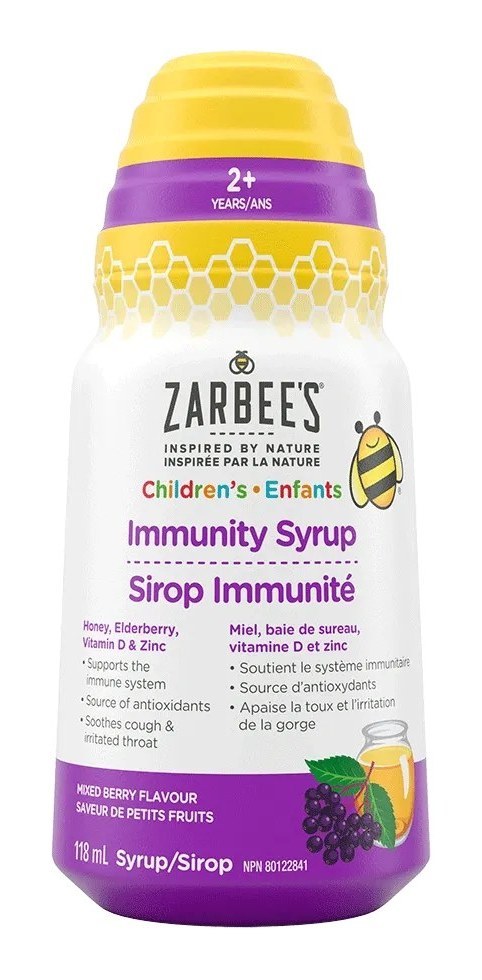 2+
YEARS/ANS
ZARBEE'S®
INSPIRED BY NATURE
INSPIRÉE PAR LA NATURE
Children's • Enfants
Immunity Syrup
Sirop Immunité
Honey, Elderberry,
Vitamin D & Zinc
• Supports the
immune system
• Source of antioxidants
• Soothes cough &
irritated throat
Miel, baie de sureau,
vitamine D et zinc
• Soutient le système immunitaire
• Source d'antioxydants
• Apaise la toux et l'irritation
de la gorge
MIXED BERRY FLAVOUR
SAVEUR DE PETITS FRUITS
118 mL Syrup/Sirop NPN 80122841